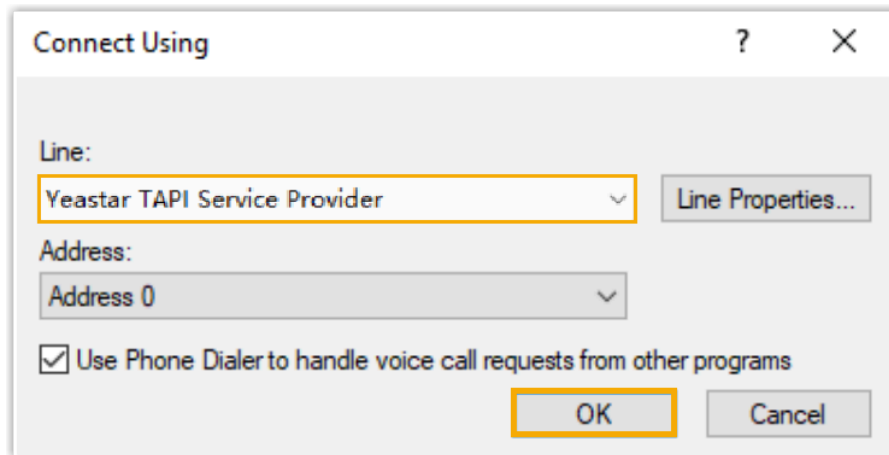 Connect Using
?
Line:
Yeastar TAPI Service Provider
Line Properties...
Address:
Address 0
Use Phone Dialer to handle voice call requests from other programs
OK
Cancel